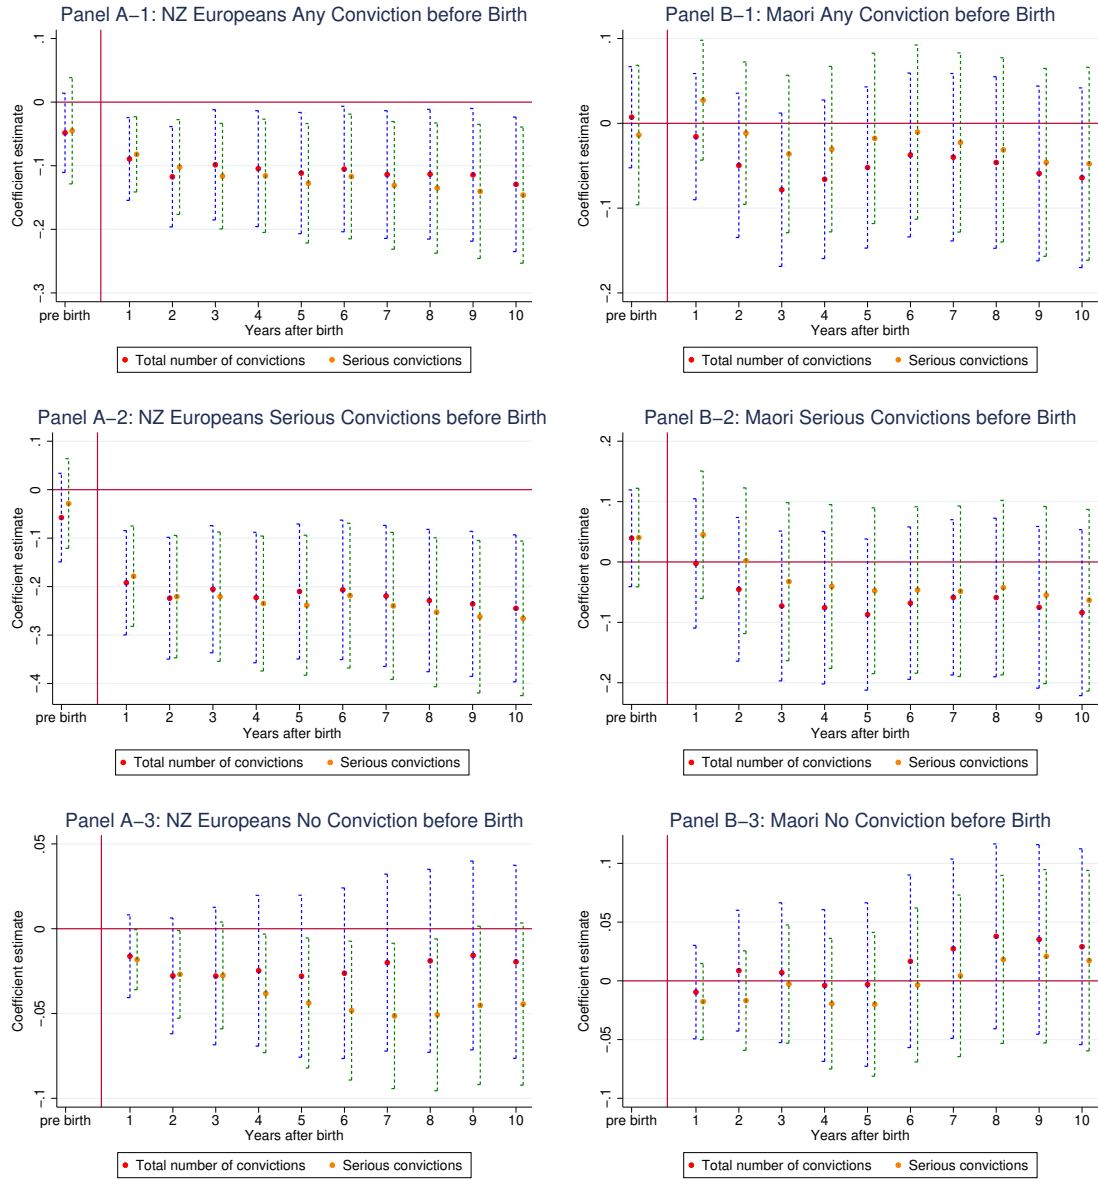 Panel A−1: NZ Europeans Any Conviction before Birth
Coefficient estimate
.1
0
−.1
−.2
−.3
pre birth 1 2 3 4 5 6 7 8 9 10
Years after birth
Total number of convictions Serious convictions
Panel B−1: Maori Any Conviction before Birth
Coefficient estimate
.1
0
−.1
−.2
pre birth 1 2 3 4 5 6 7 8 9 10
Years after birth
Total number of convictions Serious convictions
Panel A−2: NZ Europeans Serious Convictions before Birth
Coefficient estimate
.1
0
−.1
−.2
−.3
−.4
pre birth 1 2 3 4 5 6 7 8 9 10
Years after birth
Total number of convictions Serious convictions
Panel B−2: Maori Serious Convictions before Birth
Coefficient estimate
.2
.1
0
−.1
−.2
pre birth 1 2 3 4 5 6 7 8 9 10
Years after birth
Total number of convictions Serious convictions
Panel A−3: NZ Europeans No Conviction before Birth
Coefficient estimate
.05
0
−.05
−.1
pre birth 1 2 3 4 5 6 7 8 9 10
Years after birth
Total number of convictions Serious convictions
Panel B−3: Maori No Conviction before Birth
Coefficient estimate
.1
.05
0
−.05
−.1
pre birth 1 2 3 4 5 6 7 8 9 10
Years after birth
Total number of convictions Serious convictions